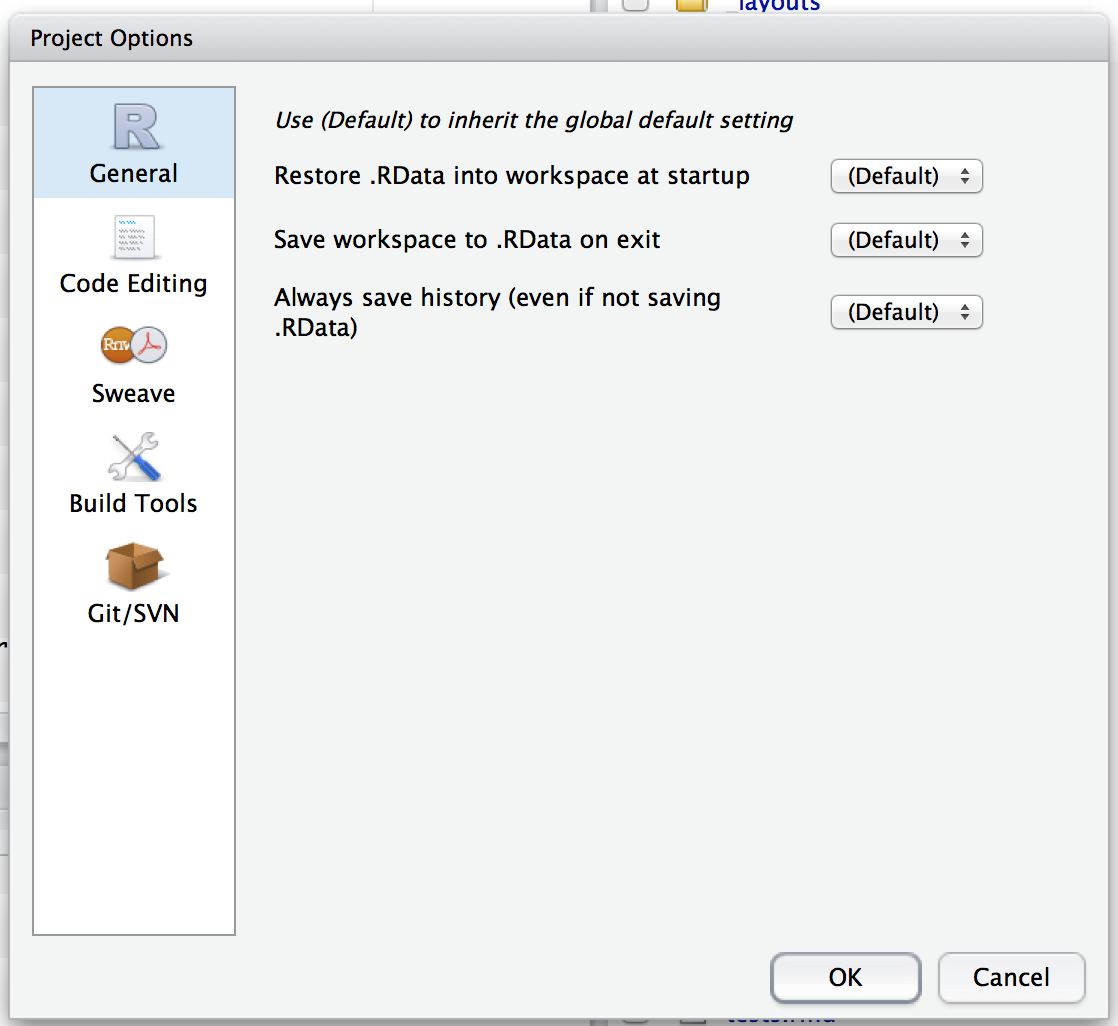 _layouts
Project Options
R
General
Code Editing
Rnw
Sweave
Build Tools
Git/SVN
Use (Default) to inherit the global default setting
Restore .RData into workspace at startup
(Default)
Save workspace to .RData on exit
(Default)
Always save history (even if not saving
.RData)
(Default)
OK
Cancel